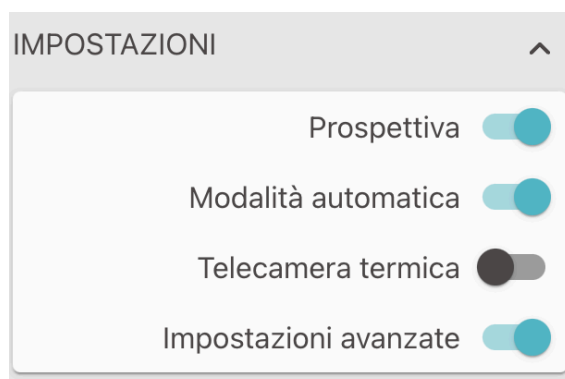 IMPOSTAZIONI
Prospettiva
Modalità automatica
Telecamera termica
Impostazioni avanzate